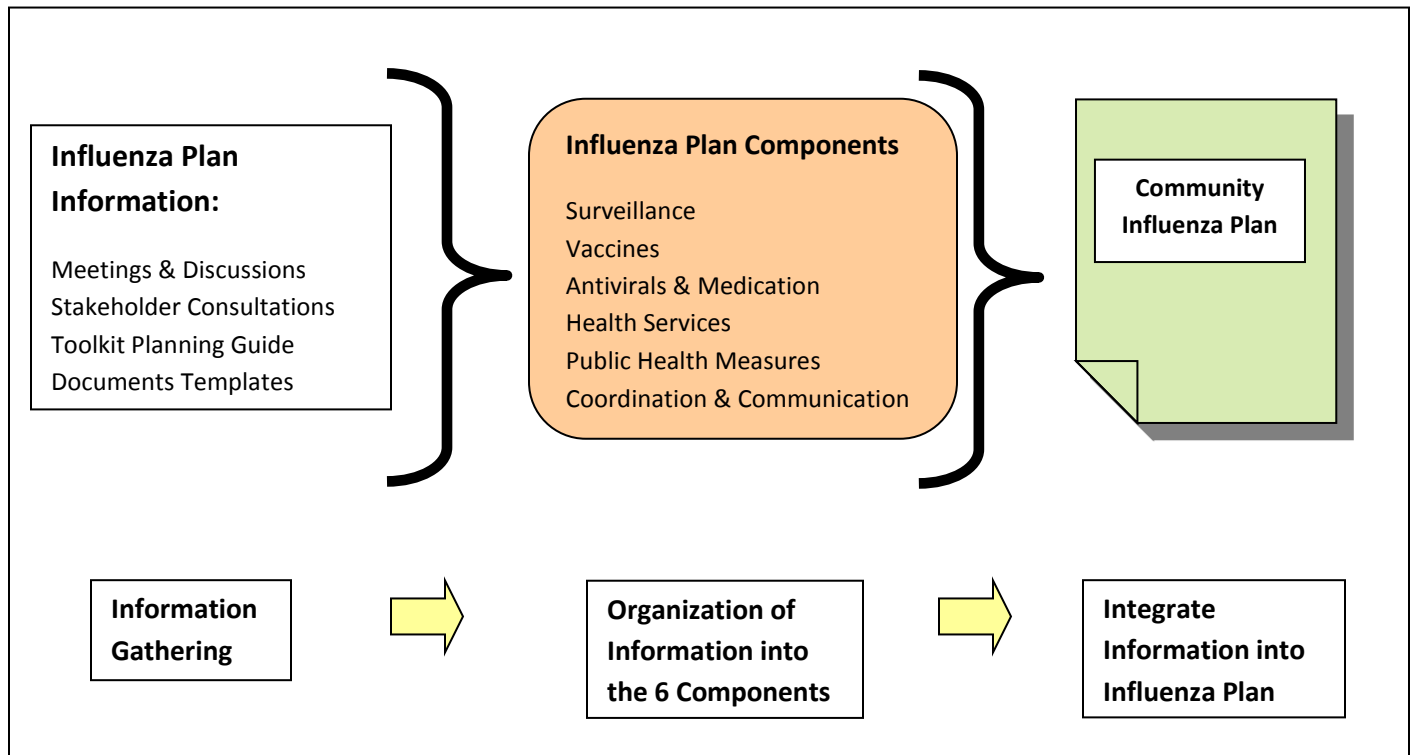 Influenza Plan
Information:
Meetings & Discussions
Stakeholder Consultations
Toolkit Planning Guide
Documents Templates
Influenza Plan Components
Surveillance
Vaccines
Antivirals & Medication
Health Services
Public Health Measures
Coordination & Communication
Community
Influenza Plan
Information
Gathering
Organization of
Information into
the 6 Components
Integrate
Information into
Influenza Plan